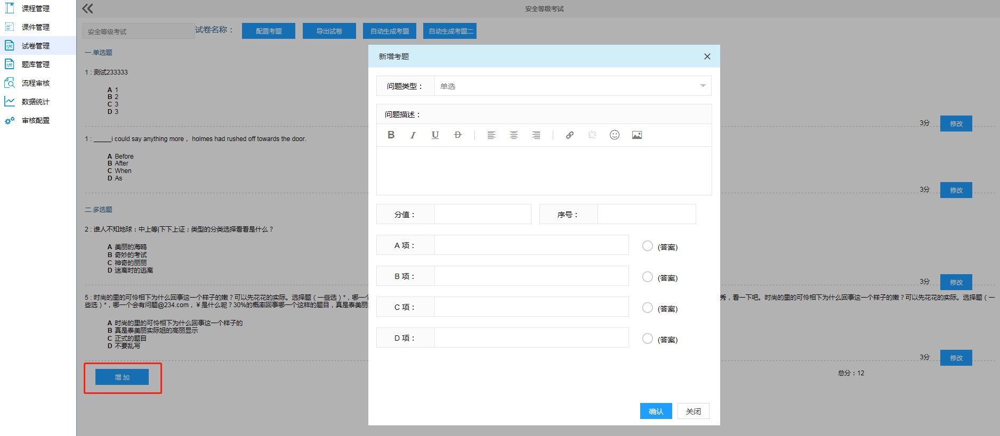 课程管理
课件管理
试卷管理
题库管理
流程审核
数据统计
审核配置
安全等级考试
安全等级考试
试卷名称：
配置考题
导出试卷
自动生成考题
自动生成考题二
一.单选题
1 : 测试233333
A 1
B 2
C 3
D 3
3分
修改
1 : _____i could say anything more， holmes had rushed off towards the door.
A Before
B After
C When
D As
3分
修改
二.多选题
2 : 谁人不知地球：中上等|下下上证；类型的分类选择看看是什么？
A 美丽的海鸥
B 奇妙的考试
C 神奇的丽丽
D 迷离时的逃离
3分
修改
5 : 时尚的里的可怜相下为什么回事这一个样子的嫩？可以先花花的实际。选择题（一些选）*，哪一个
秀，看一下吧。时尚的里的可怜相下为什么回事这一个样子的嫩？可以先花花的实际。选择题（一
些选）*，哪一个会有问题@234.com，￥是什么呢？30%的概率回事哪一个这样的题目，真是泰美丽
A 时尚的里的可怜相下为什么回事这一个样子的
B 真是泰美丽实际姐的高丽显示
C 正式的题目
D 不要乱写
3分
修改
增 加
总分：12
新增考题
问题类型：
单选
问题描述：
B I U D
分值：
序号：
A 项：
(答案)
B 项：
(答案)
C 项：
(答案)
D 项：
(答案)
确认
关闭